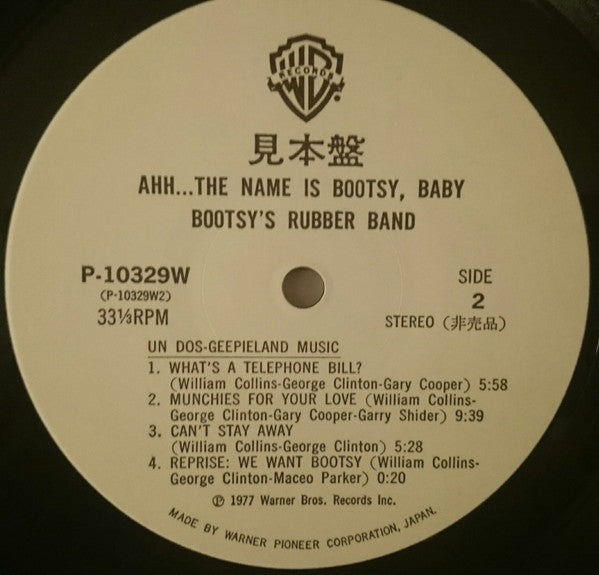 WB
RECORDS
見本盤
AHH...THE NAME IS BOOTSY, BABY
BOOTSY'S RUBBER BAND
P-10329W
(P-10329W2)
33⅓RPM
SIDE
2
STEREO (非売品)
UN DOS-GEEPIELAND MUSIC
1. WHAT'S A TELEPHONE BILL?
(William Collins-George Clinton-Gary Cooper) 5:58
2. MUNCHIES FOR YOUR LOVE (William Collins-
George Clinton-Gary Cooper-Garry Shider) 9:39
3. CAN'T STAY AWAY
(William Collins-George Clinton) 5:28
4. REPRISE: WE WANT BOOTSY (William Collins-
George Clinton-Maceo Parker) 0:20
℗ 1977 Warner Bros. Records Inc.
MADE BY WARNER PIONEER CORPORATION, JAPAN.